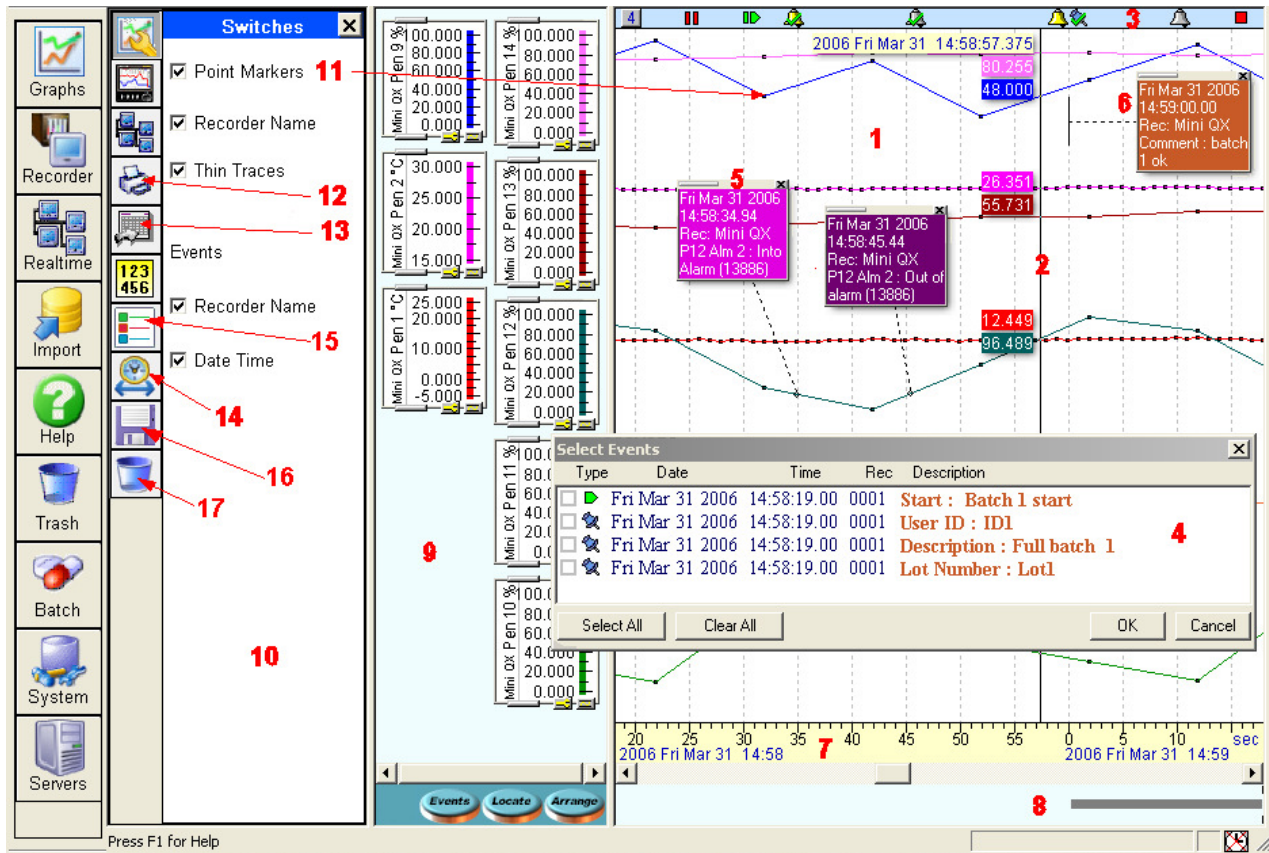 Graphs
Recorder
Realtime
Import
Help
Trash
Batch
System
Servers
123
456
Switches
Point Markers
11
Recorder Name
Thin Traces
12
13
Events
Recorder Name
15
Date Time
14
16
17
10
Mini QX Pen 9 %
100.000
80.000
60.000
40.000
20.000
0.000
Mini QX Pen 14 %
100.000
80.000
60.000
40.000
20.000
0.000
Mini QX Pen 2 °C
30.000
25.000
20.000
15.000
Mini QX Pen 13 %
100.000
80.000
60.000
40.000
20.000
0.000
Mini QX Pen 1 °C
25.000
20.000
10.000
0.000
-5.000
Mini QX Pen 12 %
100.000
80.000
60.000
40.000
20.000
0.000
Mini QX Pen 11 %
Mini QX Pen 10 %
40.000
20.000
0.000
9
Events
Locate
Arrange
4
3
2006 Fri Mar 31 14:58:57.375
80.255
48.000
1
6
Fri Mar 31 2006
14:59:00.00
Rec: Mini QX
Comment : batch
1 ok
26.351
55.731
5
Fri Mar 31 2006
14:58:34.94
Rec: Mini QX
P12 Alm 2 : Into
Alarm (13886)
Fri Mar 31 2006
14:58:45.44
Rec: Mini QX
P12 Alm 2 : Out of
alarm (13886)
2
12.449
96.489
Select Events
Type Date Time Rec Description
Fri Mar 31 2006 14:58:19.00 0001 Start : Batch 1 start
Fri Mar 31 2006 14:58:19.00 0001 User ID : ID1
Fri Mar 31 2006 14:58:19.00 0001 Description : Full batch 1
Fri Mar 31 2006 14:58:19.00 0001 Lot Number : Lot1
4
Select All
Clear All
OK
Cancel
20 25 30 35 40 45 50 55 0 5 10 sec
2006 Fri Mar 31 14:58
7
2006 Fri Mar 31 14:59
8
Press F1 for Help